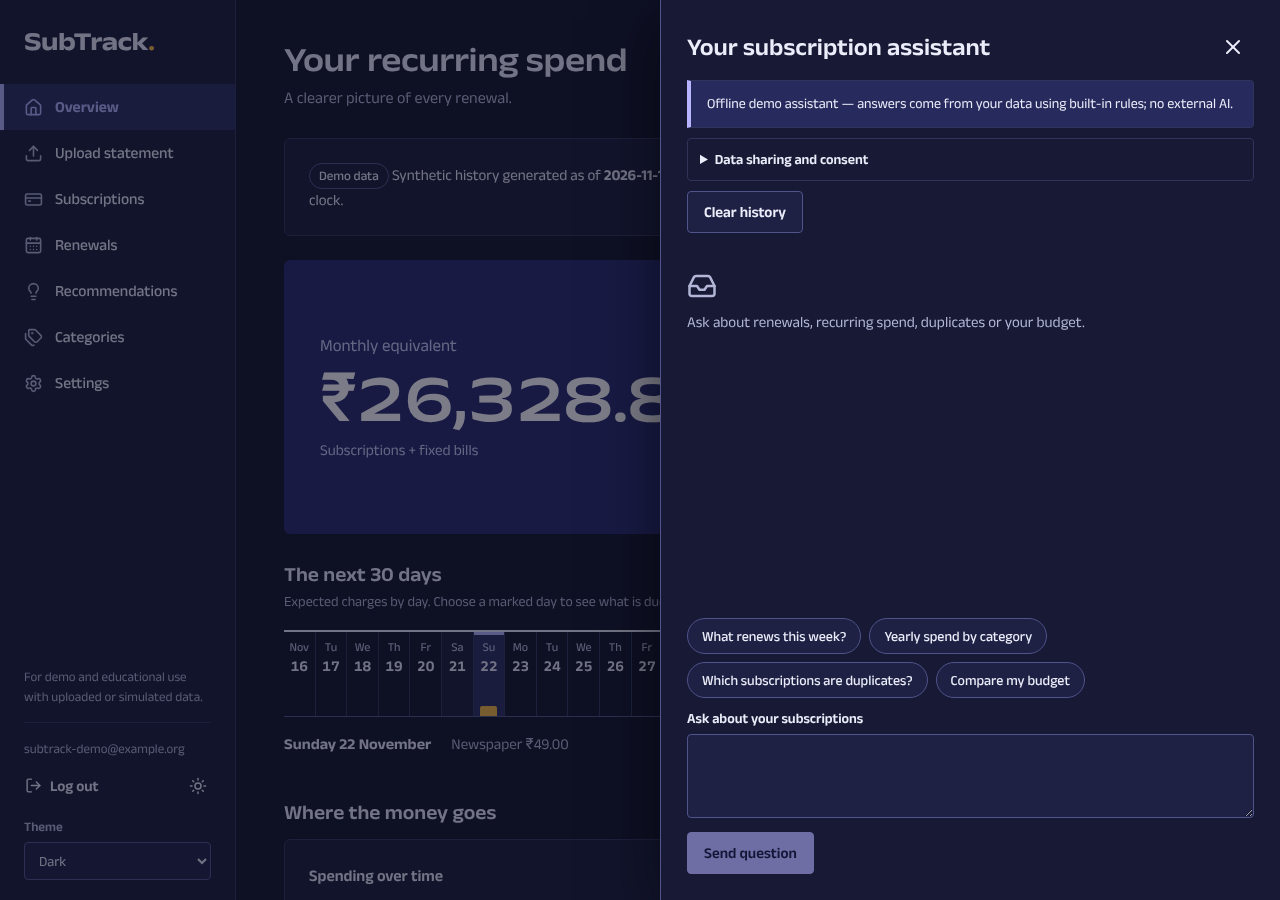 SubTrack.
Overview
Upload statement
Subscriptions
Renewals
Recommendations
Categories
Settings
For demo and educational use
with uploaded or simulated data.
subtrack-demo@example.org
Log out
Theme
Dark
Your recurring spend
A clearer picture of every renewal.
Demo data Synthetic history generated as of 2026-11-
clock.
Monthly equivalent
₹26,328.8
Subscriptions + fixed bills
The next 30 days
Expected charges by day. Choose a marked day to see what is
Nov Tu We Th Fr Sa Su Mo Tu We Th Fr
16 17 18 19 20 21 22 23 24 25 26 27
Sunday 22 November Newspaper ₹49.00
Where the money goes
Spending over time
Your subscription assistant
Offline demo assistant — answers come from your data using built-in rules; no external AI.
Data sharing and consent
Clear history
Ask about renewals, recurring spend, duplicates or your budget.
What renews this week? Yearly spend by category
Which subscriptions are duplicates? Compare my budget
Ask about your subscriptions
Send question